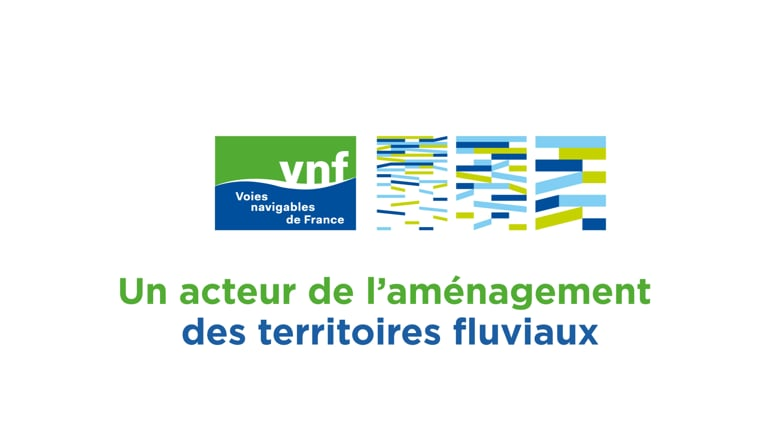 vnf
Voies
navigables
de France
Un acteur de l’aménagement
des territoires fluviaux